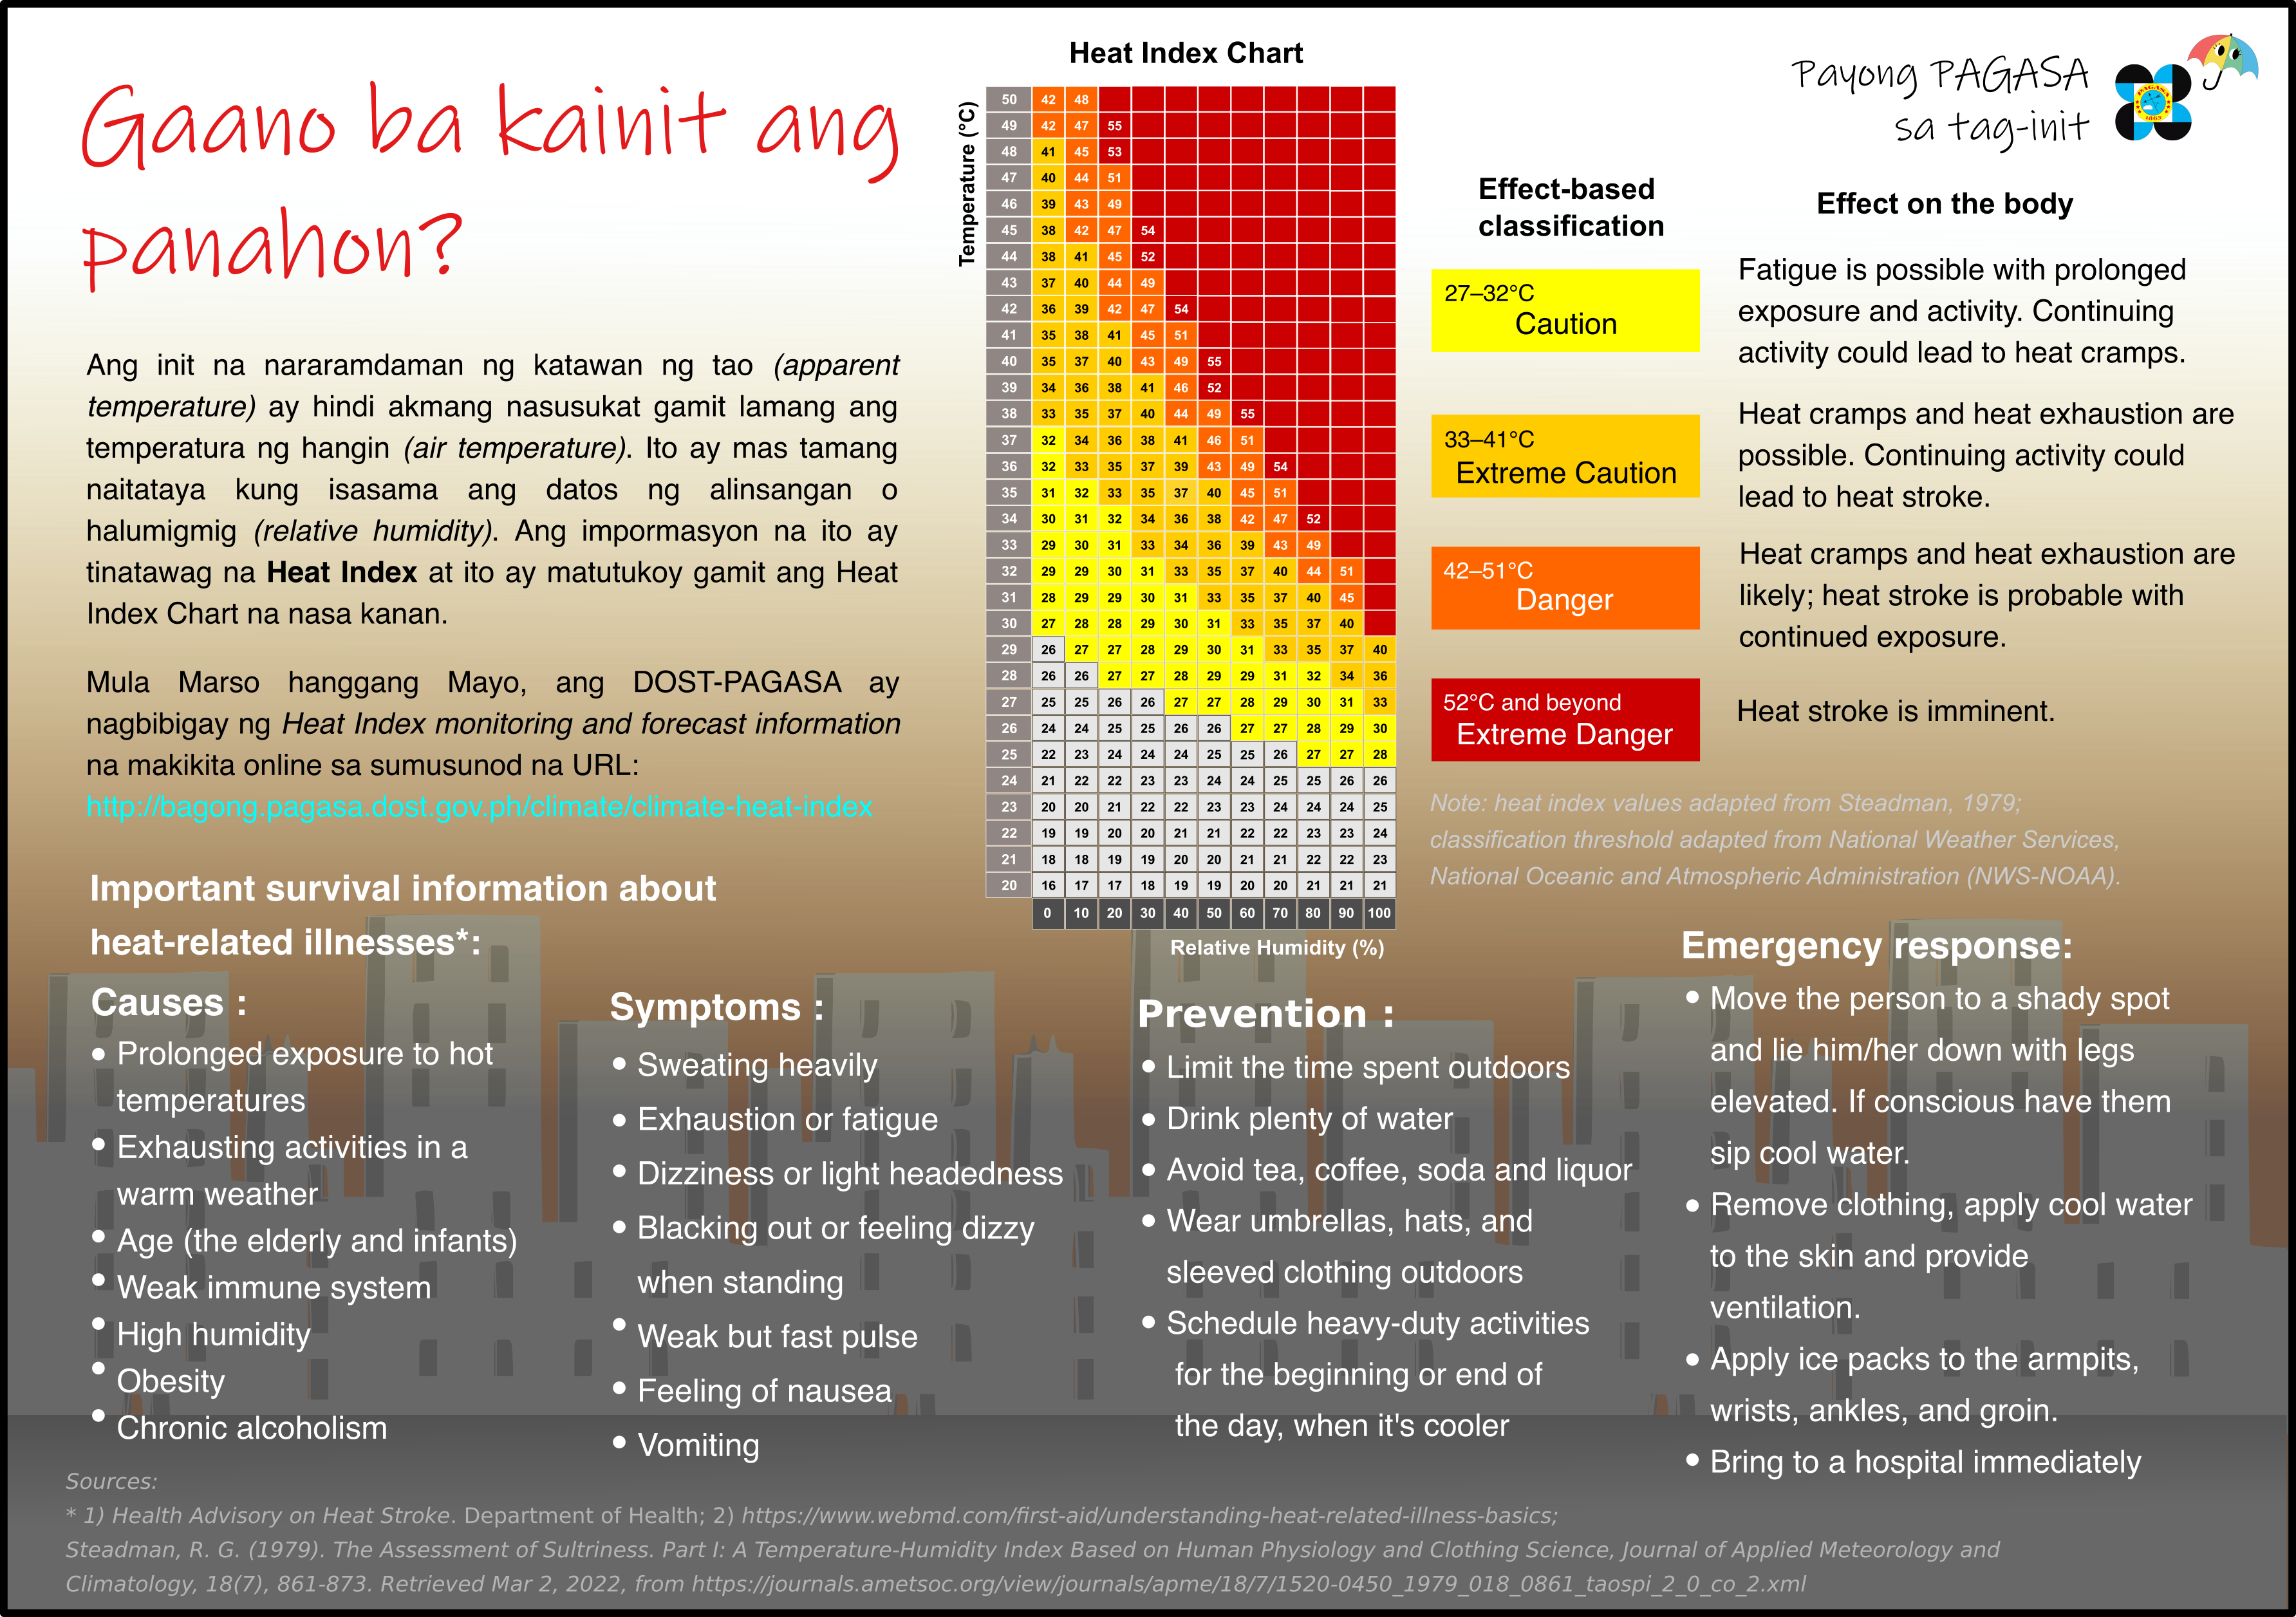 Gaano ba kainit ang
panahon?
Ang init na nararamdaman ng katawan ng tao (apparent
temperature) ay hindi akmang nasusukat gamit lamang ang
temperatura ng hangin (air temperature). Ito ay mas tamang
naitataya kung isasama ang datos ng alinsangan o
halumigmig (relative humidity). Ang impormasyon na ito ay
tinatawag na Heat Index at ito ay matutukoy gamit ang Heat
Index Chart na nasa kanan.
Mula Marso hanggang Mayo, ang DOST-PAGASA ay
nagbibigay ng Heat Index monitoring and forecast information
na makikita online sa sumusunod na URL:
http://bagong.pagasa.dost.gov.ph/climate/climate-heat-index
Heat Index Chart
Temperature (°C)
50 42 48
49 42 47 55
48 41 45 53
47 40 44 51
46 39 43 49
45 38 42 47 54
44 38 41 45 52
43 37 40 44 49
42 36 39 42 47 54
41 35 38 41 45 51
40 35 37 40 43 49 55
39 34 36 38 41 46 52
38 33 35 37 40 44 49 55
37 32 34 36 38 41 46 51
36 32 33 35 37 39 43 49 54
35 31 32 33 35 37 40 45 51
34 30 31 32 34 36 38 42 47 52
33 29 30 31 33 34 36 39 43 49
32 29 29 30 31 33 35 37 40 44 51
31 28 29 29 30 31 33 35 37 40 45
30 27 28 28 29 30 31 33 35 37 40
29 26 27 27 28 29 30 31 33 35 37 40
28 26 26 27 27 28 29 29 31 32 34 36
27 25 25 26 26 27 27 28 29 30 31 33
26 24 24 25 25 26 26 27 27 28 29 30
25 22 23 24 24 24 25 25 26 27 27 28
24 21 22 22 23 23 24 24 25 25 26 26
23 20 20 21 22 22 23 23 24 24 24 25
22 19 19 20 20 21 21 22 22 23 23 24
21 18 18 19 19 20 20 21 21 22 22 23
20 16 17 17 18 19 19 20 20 21 21 21
0 10 20 30 40 50 60 70 80 90 100
Relative Humidity (%)
Payong PAGASA
sa tag-init
PAGASA
1865
Effect-based
classification
Effect on the body
27–32°C
Caution
Fatigue is possible with prolonged
exposure and activity. Continuing
activity could lead to heat cramps.
33–41°C
Extreme Caution
Heat cramps and heat exhaustion are
possible. Continuing activity could
lead to heat stroke.
42–51°C
Danger
Heat cramps and heat exhaustion are
likely; heat stroke is probable with
continued exposure.
52°C and beyond
Extreme Danger
Heat stroke is imminent.
Note: heat index values adapted from Steadman, 1979;
classification threshold adapted from National Weather Services,
National Oceanic and Atmospheric Administration (NWS-NOAA).
Important survival information about
heat-related illnesses*:
Causes :
• Prolonged exposure to hot
temperatures
• Exhausting activities in a
warm weather
• Age (the elderly and infants)
• Weak immune system
• High humidity
• Obesity
• Chronic alcoholism
Symptoms :
• Sweating heavily
• Exhaustion or fatigue
• Dizziness or light headedness
• Blacking out or feeling dizzy
when standing
• Weak but fast pulse
• Feeling of nausea
• Vomiting
Prevention :
• Limit the time spent outdoors
• Drink plenty of water
• Avoid tea, coffee, soda and liquor
• Wear umbrellas, hats, and
sleeved clothing outdoors
• Schedule heavy-duty activities
for the beginning or end of
the day, when it's cooler
Emergency response:
• Move the person to a shady spot
and lie him/her down with legs
elevated. If conscious have them
sip cool water.
• Remove clothing, apply cool water
to the skin and provide
ventilation.
• Apply ice packs to the armpits,
wrists, ankles, and groin.
• Bring to a hospital immediately
Sources:
* 1) Health Advisory on Heat Stroke. Department of Health; 2) https://www.webmd.com/first-aid/understanding-heat-related-illness-basics;
Steadman, R. G. (1979). The Assessment of Sultriness. Part I: A Temperature-Humidity Index Based on Human Physiology and Clothing Science, Journal of Applied Meteorology and
Climatology, 18(7), 861-873. Retrieved Mar 2, 2022, from https://journals.ametsoc.org/view/journals/apme/18/7/1520-0450_1979_018_0861_taospi_2_0_co_2.xml